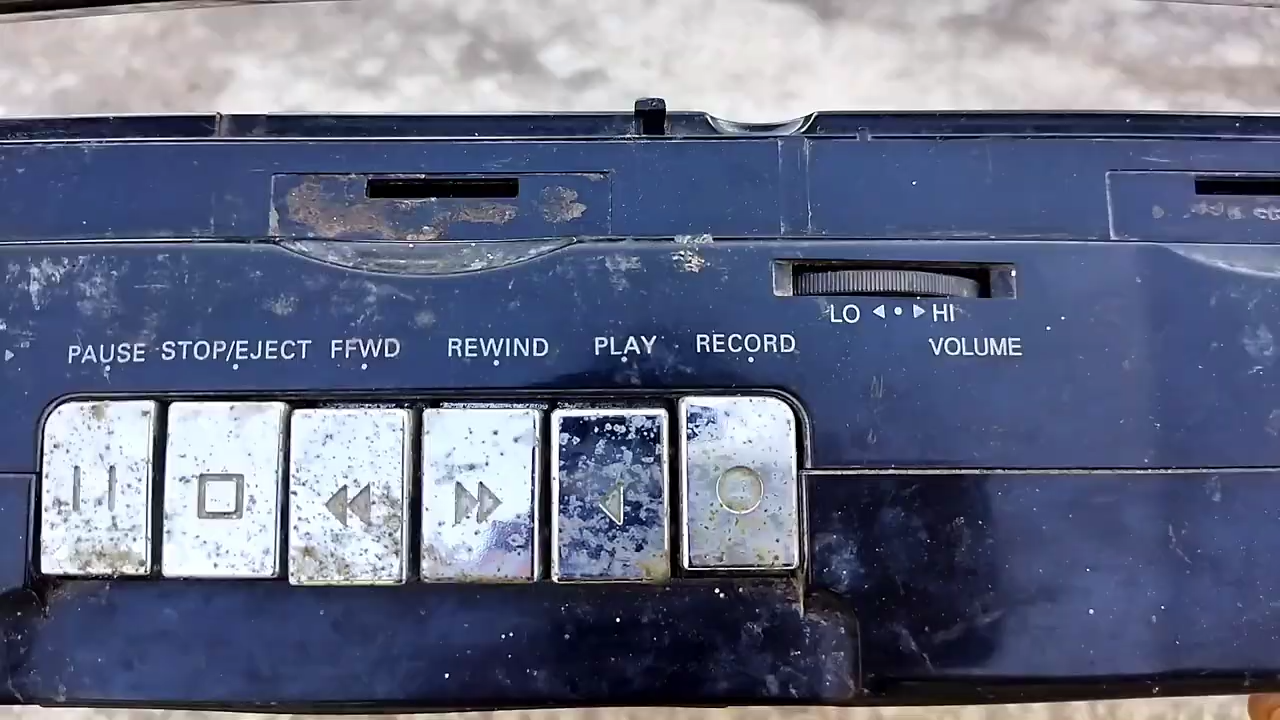 LO ◀ • ▶ HI
VOLUME
PAUSE STOP/EJECT FFWD REWIND PLAY RECORD